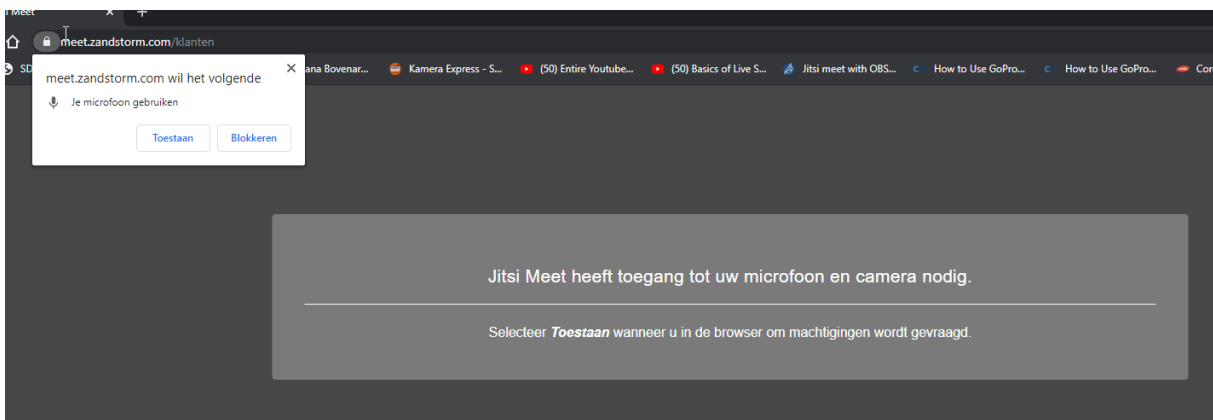 si Meet × +
meet.zandstorm.com/klanten
SD ana Bovenar... Kamera Express - S... (50) Entire Youtube... (50) Basics of Live S... Jitsi meet with OBS... How to Use GoPro... How to Use GoPro... Cor
meet.zandstorm.com wil het volgende ×
Je microfoon gebruiken
Toestaan Blokkeren
Jitsi Meet heeft toegang tot uw microfoon en camera nodig.
Selecteer Toestaan wanneer u in de browser om machtigingen wordt gevraagd.